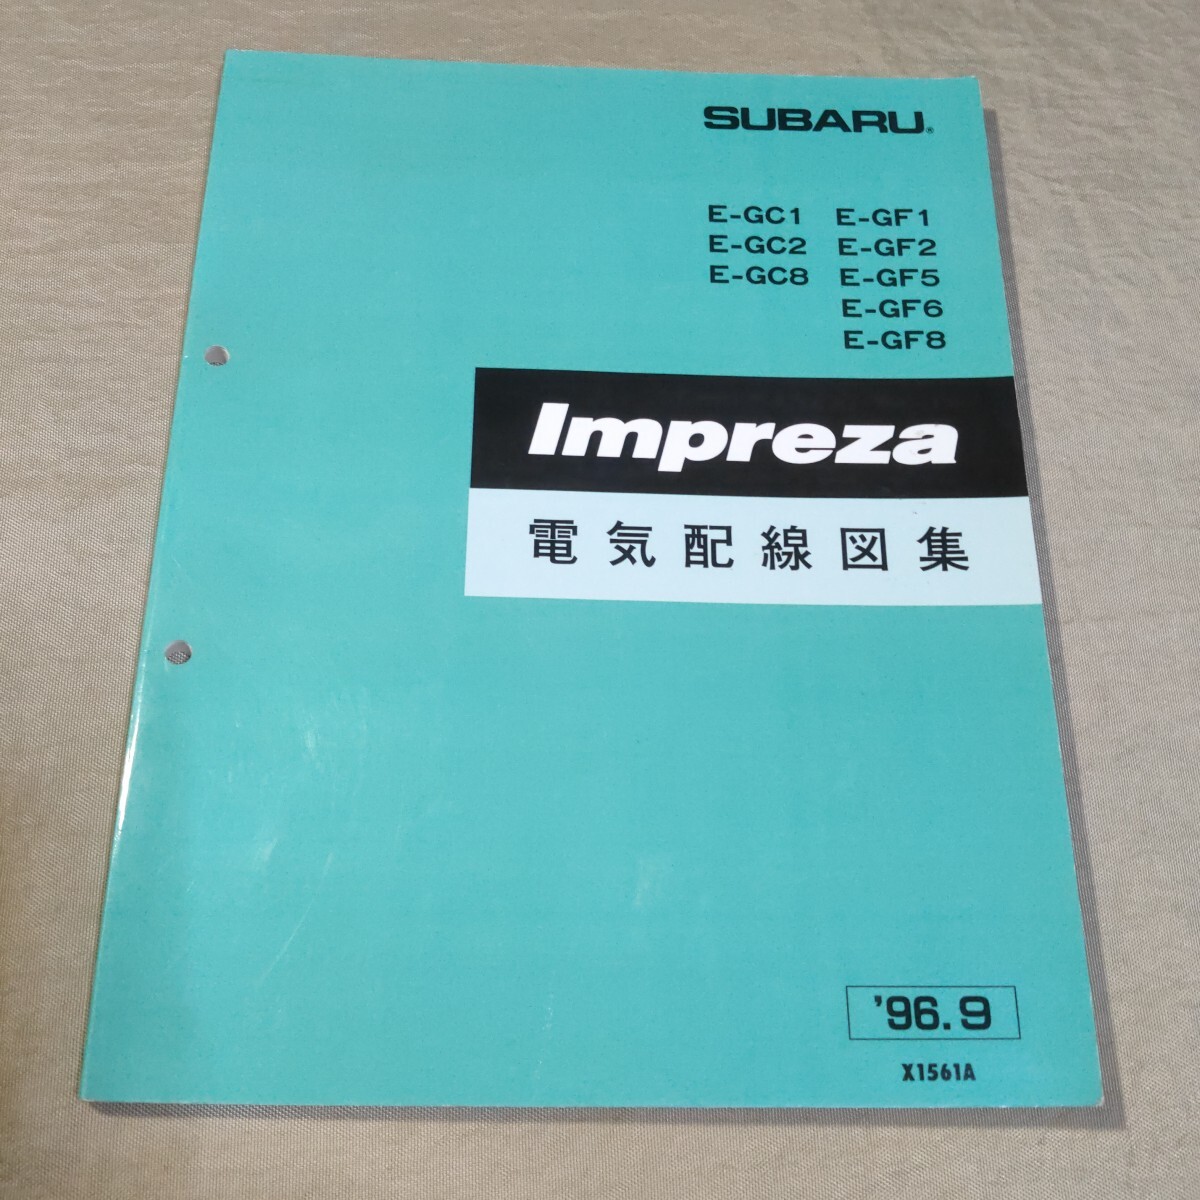 SUBARU®
E-GC1 E-GF1
E-GC2 E-GF2
E-GC8 E-GF5
E-GF6
E-GF8
Impreza
電気配線図集
'96.9
X1561A